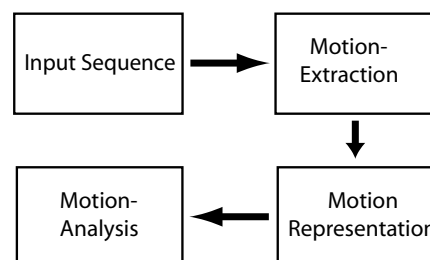 Input Sequence
Motion-
Extraction
Motion
Representation
Motion-
Analysis